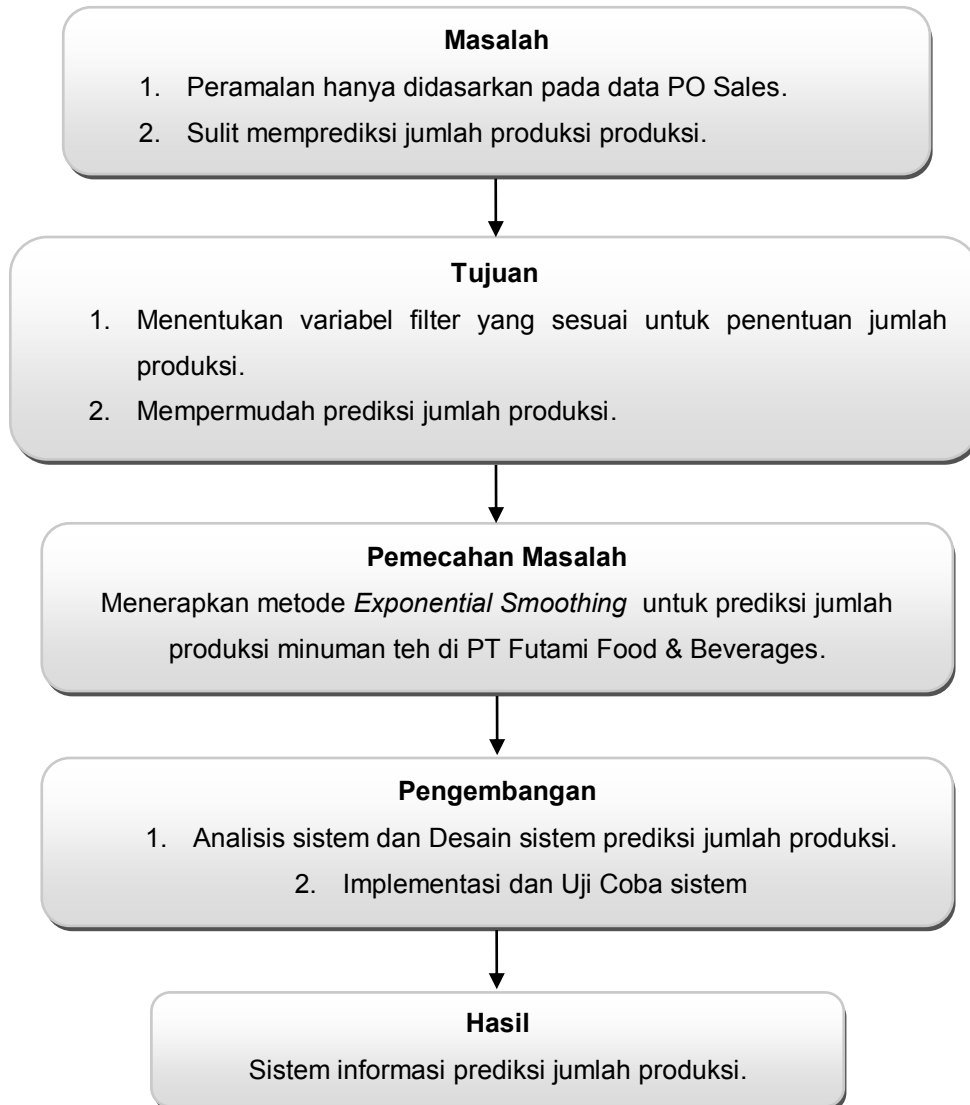 Masalah
1. Peramalan hanya didasarkan pada data PO Sales.
2. Sulit memprediksi jumlah produksi produksi.
Tujuan
1. Menentukan variabel filter yang sesuai untuk penentuan jumlah
produksi.
2. Mempermudah prediksi jumlah produksi.
Pemecahan Masalah
Menerapkan metode Exponential Smoothing untuk prediksi jumlah
produksi minuman teh di PT Futami Food & Beverages.
Pengembangan
1. Analisis sistem dan Desain sistem prediksi jumlah produksi.
2. Implementasi dan Uji Coba sistem
Hasil
Sistem informasi prediksi jumlah produksi.